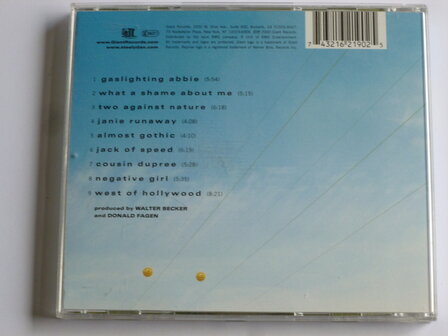 www.GiantRecords.com
www.steelydan.com
7 43216 21902 5
1 gaslighting abbie (5:54)
2 what a shame about me (5:15)
3 two against nature (6:18)
4 janie runaway (4:08)
5 almost gothic (4:10)
6 jack of speed (6:19)
7 cousin dupree (5:28)
8 negative girl (5:35)
9 west of hollywood (8:21)
produced by WALTER BECKER
and DONALD FAGEN